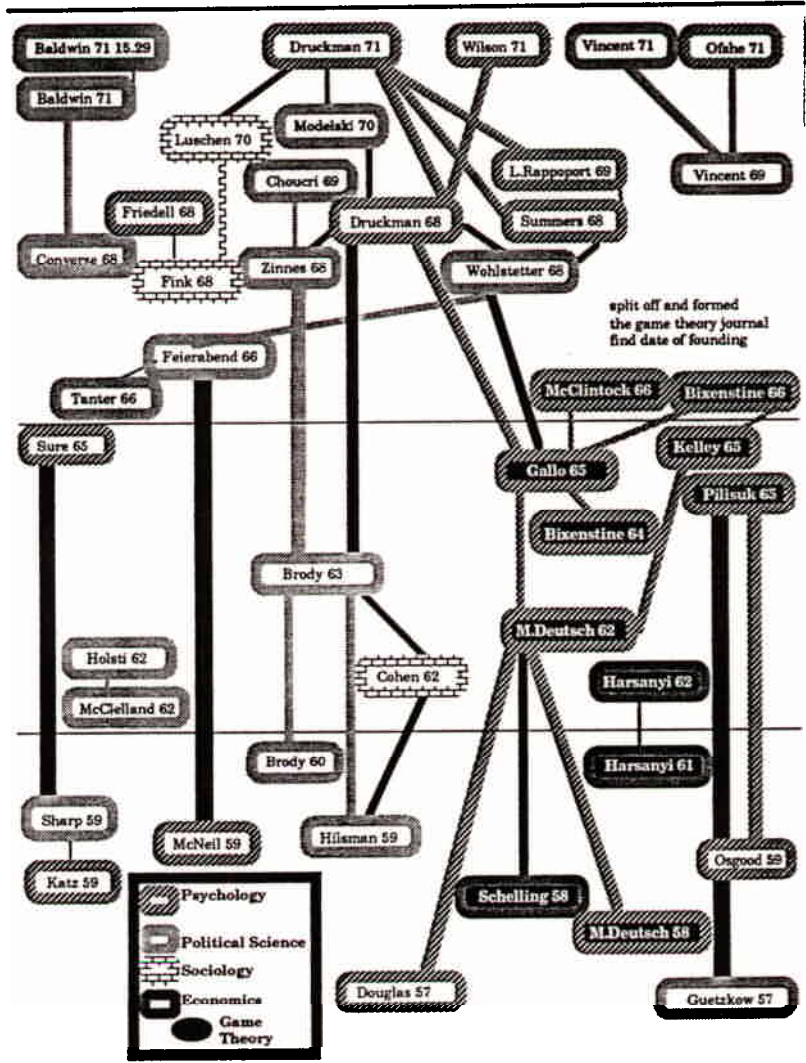 Baldwin 71 15.29
Druckman 71
Wilson 71
Vincent 71
Ofshe 71
Baldwin 71
Luschen 70
Modelski 70
L.Rappoport 69
Vincent 69
Choucri 69
Friedell 68
Druckman 68
Summers 68
Converse 68
Fink 68
Zinnes 68
Wohlstetter 68
split off and formed
the game theory journal
find date of founding
Feierabend 66
Tanter 66
McClintock 66
Bixenstine 66
Sure 65
Kelley 65
Gallo 65
Pilisuk 65
Bixenstine 64
Brody 63
M.Deutsch 62
Holsti 62
Cohen 62
Harsanyi 62
McClelland 62
Brody 60
Harsanyi 61
Sharp 59
McNeil 59
Hilsman 59
Osgood 59
Katz 59
Schelling 58
M.Deutsch 58
Douglas 57
Guetzkow 57
Psychology
Political Science
Sociology
Economics
Game
Theory